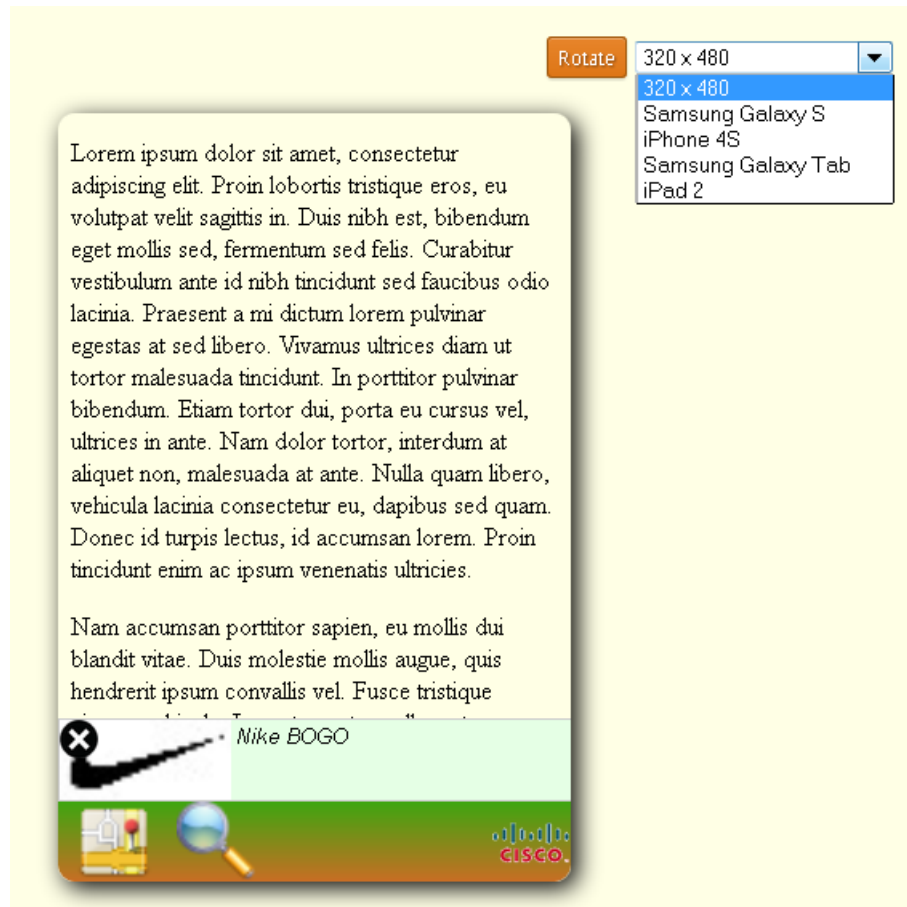 Rotate
320 x 480
320 x 480
Samsung Galaxy S
iPhone 4S
Samsung Galaxy Tab
iPad 2
Lorem ipsum dolor sit amet, consectetur
adipiscing elit. Proin lobortis tristique eros, eu
volutpat velit sagittis in. Duis nibh est, bibendum
eget mollis sed, fermentum sed felis. Curabitur
vestibulum ante id nibh tincidunt sed faucibus odio
lacinia. Praesent a mi dictum lorem pulvinar
egestas at sed libero. Vivamus ultrices diam ut
tortor malesuada tincidunt. In porttitor pulvinar
bibendum. Etiam tortor dui, porta eu cursus vel,
ultrices in ante. Nam dolor tortor, interdum at
aliquet non, malesuada at ante. Nulla quam libero,
vehicula lacinia consectetur eu, dapibus sed quam.
Donec id turpis lectus, id accumsan lorem. Proin
tincidunt enim ac ipsum venenatis ultricies.
Nam accumsan porttitor sapien, eu mollis dui
blandit vitae. Duis molestie mollis augue, quis
hendrerit ipsum convallis vel. Fusce tristique
Nike BOGO
CISCO.